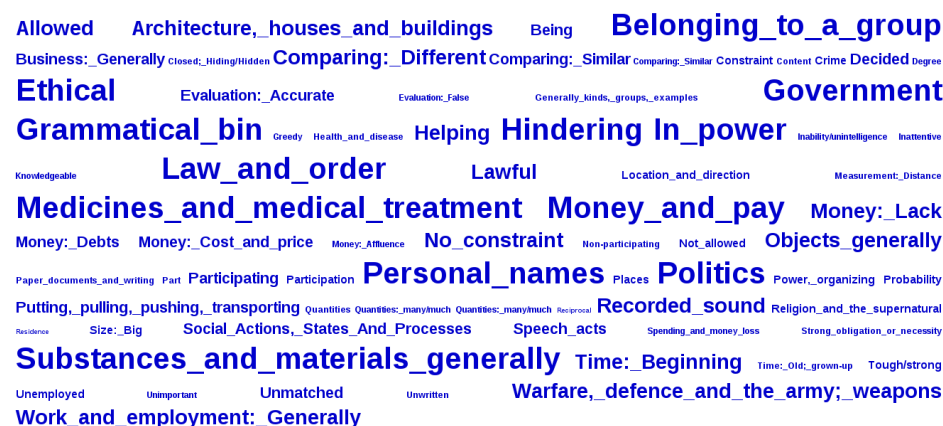 Allowed Architecture,_houses_and_buildings Being Belonging_to_a_group
Business:_Generally Closed;_Hiding/Hidden Comparing:_Different Comparing:_Similar Comparing:_Similar Constraint Content Crime Decided Degree
Ethical Evaluation:_Accurate Evaluation:_False Generally_kinds,_groups,_examples Government
Grammatical_bin Greedy Health_and_disease Helping Hindering In_power Inability/unintelligence Inattentive
Knowledgeable Law_and_order Lawful Location_and_direction Measurement:_Distance
Medicines_and_medical_treatment Money_and_pay Money:_Lack
Money:_Debts Money:_Cost_and_price Money:_Affluence No_constraint Non-participating Not_allowed Objects_generally
Paper_documents_and_writing Part Participating Participation Personal_names Places Politics Power,_organizing Probability
Putting,_pulling,_pushing,_transporting Quantities Quantities:_many/much Quantities:_many/much Reciprocal Recorded_sound Religion_and_the_supernatural
Residence Size:_Big Social_Actions,_States_And_Processes Speech_acts Spending_and_money_loss Strong_obligation_or_necessity
Substances_and_materials_generally Time:_Beginning Time:_Old;_grown-up Tough/strong
Unemployed Unimportant Unmatched Unwritten Warfare,_defence_and_the_army;_weapons
Work_and_employment:_Generally